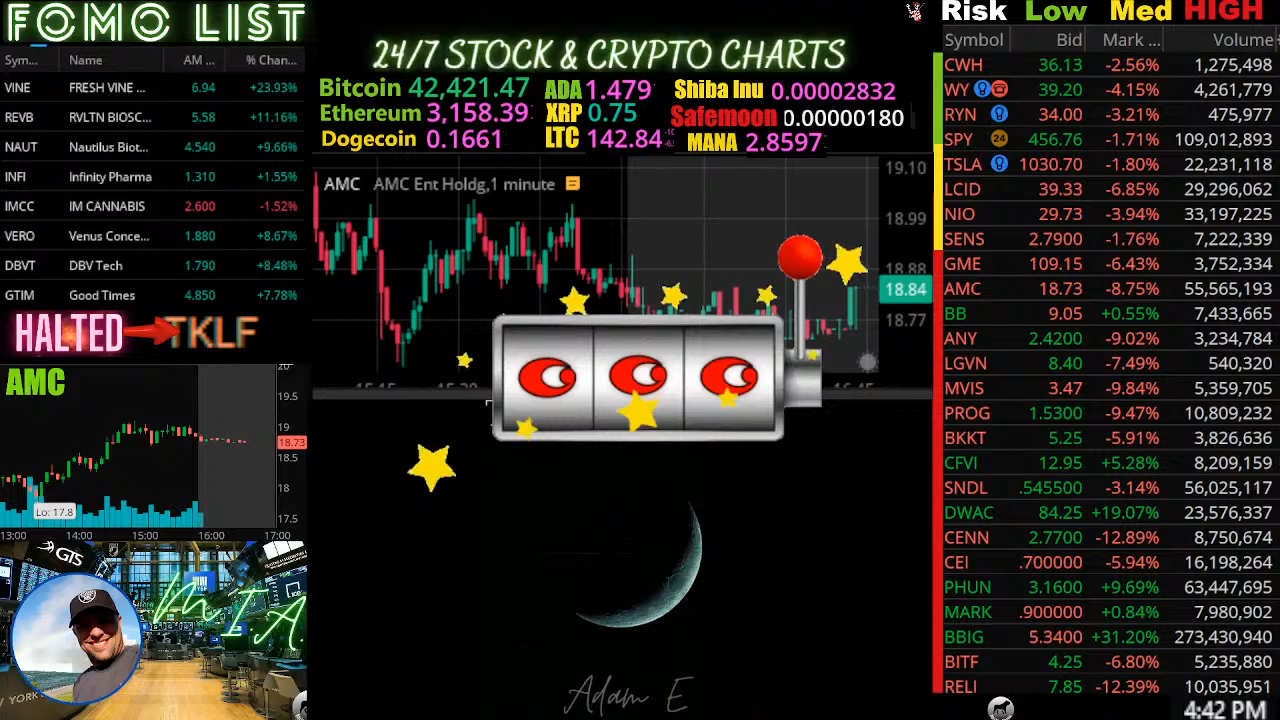 FOMO LIST
Sym... Name AM ... % Chan...
VINE FRESH VINE ... 6.94 +23.93%
REVB RVLTN BIOSC... 5.58 +11.16%
NAUT Nautilus Biot... 4.540 +9.66%
INFI Infinity Pharma 1.310 +1.55%
IMCC IM CANNABIS 2.600 -1.52%
VERO Venus Conce... 1.880 +8.67%
DBVT DBV Tech 1.790 +8.48%
GTIM Good Times 4.850 +7.78%
HALTED TKLF
AMC
20
19.5
19
18.73
18.5
18
Lo: 17.8
17.5
13:00 14:00 15:00 16:00 17:00
GTS
M.I.A.
24/7 STOCK & CRYPTO CHARTS
Bitcoin 42,421.47 ADA 1.479 Shiba Inu 0.00002832
Ethereum 3,158.39 XRP 0.75 Safemoon 0.00000180
Dogecoin 0.1661 LTC 142.84 MANA 2.8597
AMC AMC Ent Holdg,1 minute
19.10
18.99
18.88
18.84
18.77
Adam E
Risk Low Med HIGH
Symbol Bid Mark ... Volume
CWH 36.13 -2.56% 1,275,498
WY 39.20 -4.15% 4,261,779
RYN 34.00 -3.21% 475,977
SPY 24 456.76 -1.71% 109,012,893
TSLA 1030.70 -1.80% 22,231,118
LCID 39.33 -6.85% 29,296,062
NIO 29.73 -3.94% 33,197,225
SENS 2.7900 -1.76% 7,222,339
GME 109.15 -6.43% 3,752,334
AMC 18.73 -8.75% 55,565,193
BB 9.05 +0.55% 7,433,665
ANY 2.4200 -9.02% 3,234,784
LGVN 8.40 -7.49% 540,320
MVIS 3.47 -9.84% 5,359,705
PROG 1.5300 -9.47% 10,809,232
BKKT 5.25 -5.91% 3,826,636
CFVI 12.95 +5.28% 8,209,159
SNDL .545500 -3.14% 56,025,117
DWAC 84.25 +19.07% 23,576,337
CENN 2.7700 -12.89% 8,750,674
CEI .700000 -5.94% 16,198,264
PHUN 3.1600 +9.69% 63,447,695
MARK .900000 +0.84% 7,980,902
BBIG 5.3400 +31.20% 273,430,940
BITF 4.25 -6.80% 5,235,880
RELI 7.85 -12.39% 10,035,951
4:42 PM